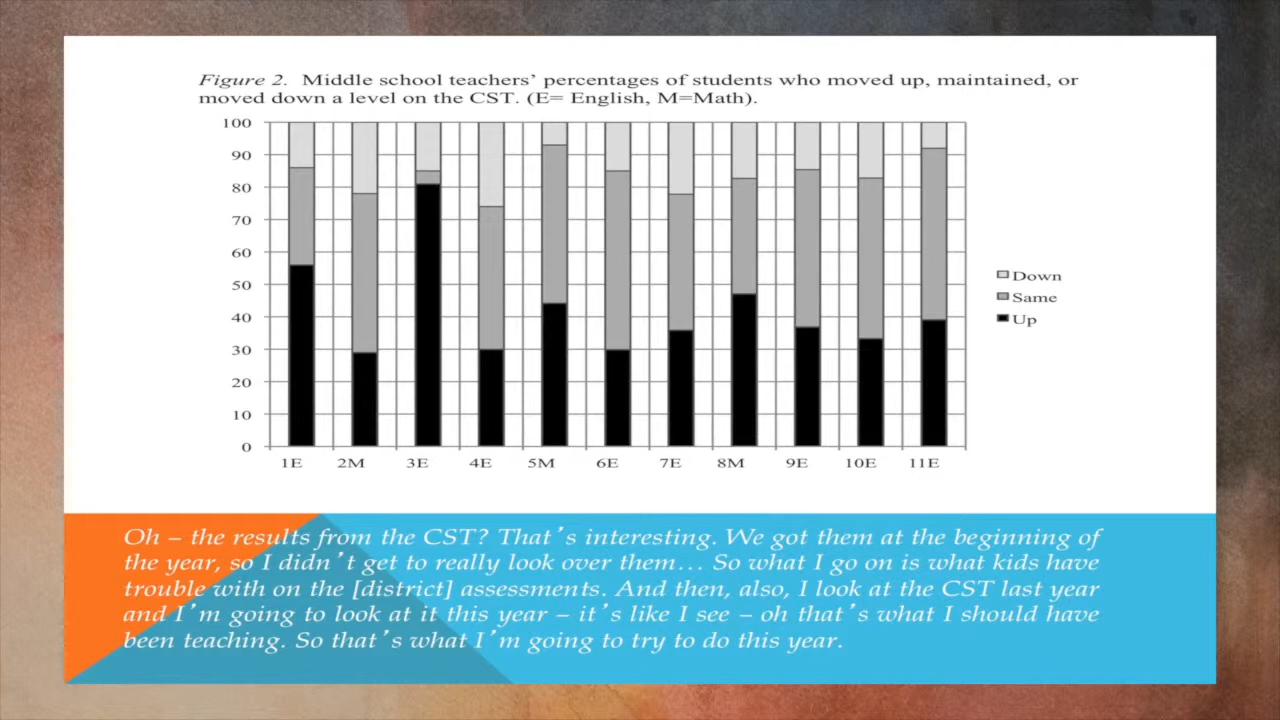 Figure 2. Middle school teachers’ percentages of students who moved up, maintained, or
moved down a level on the CST. (E= English, M=Math).
100
90
80
70
60
50
40
30
20
10
0
1E 2M 3E 4E 5M 6E 7E 8M 9E 10E 11E
Down
Same
Up
Oh – the results from the CST? That’s interesting. We got them at the beginning of
the year, so I didn’t get to really look over them… So what I go on is what kids have
trouble with on the [district] assessments. And then, also, I look at the CST last year
and I’m going to look at it this year – it’s like I see – oh that’s what I should have
been teaching. So that’s what I’m going to try to do this year.